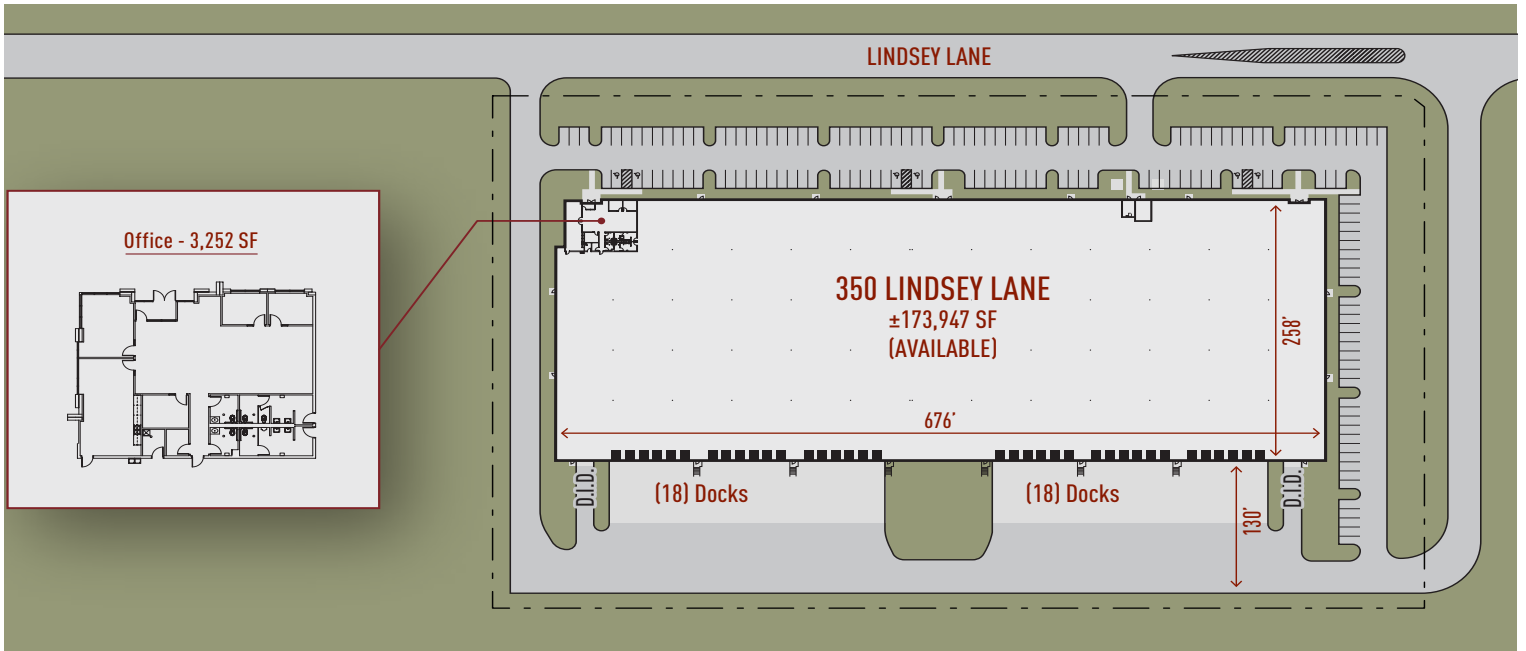 LINDSEY LANE
Office - 3,252 SF
350 LINDSEY LANE
±173,947 SF
(AVAILABLE)
258'
676'
D.I.D.
(18) Docks
(18) Docks
D.I.D.
130'